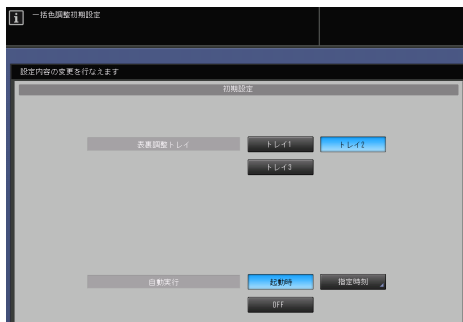 一括色調整初期設定
設定内容の変更を行なえます
初期設定
表裏調整トレイ
トレイ1
トレイ2
トレイ3
自動実行
起動時
指定時刻
OFF